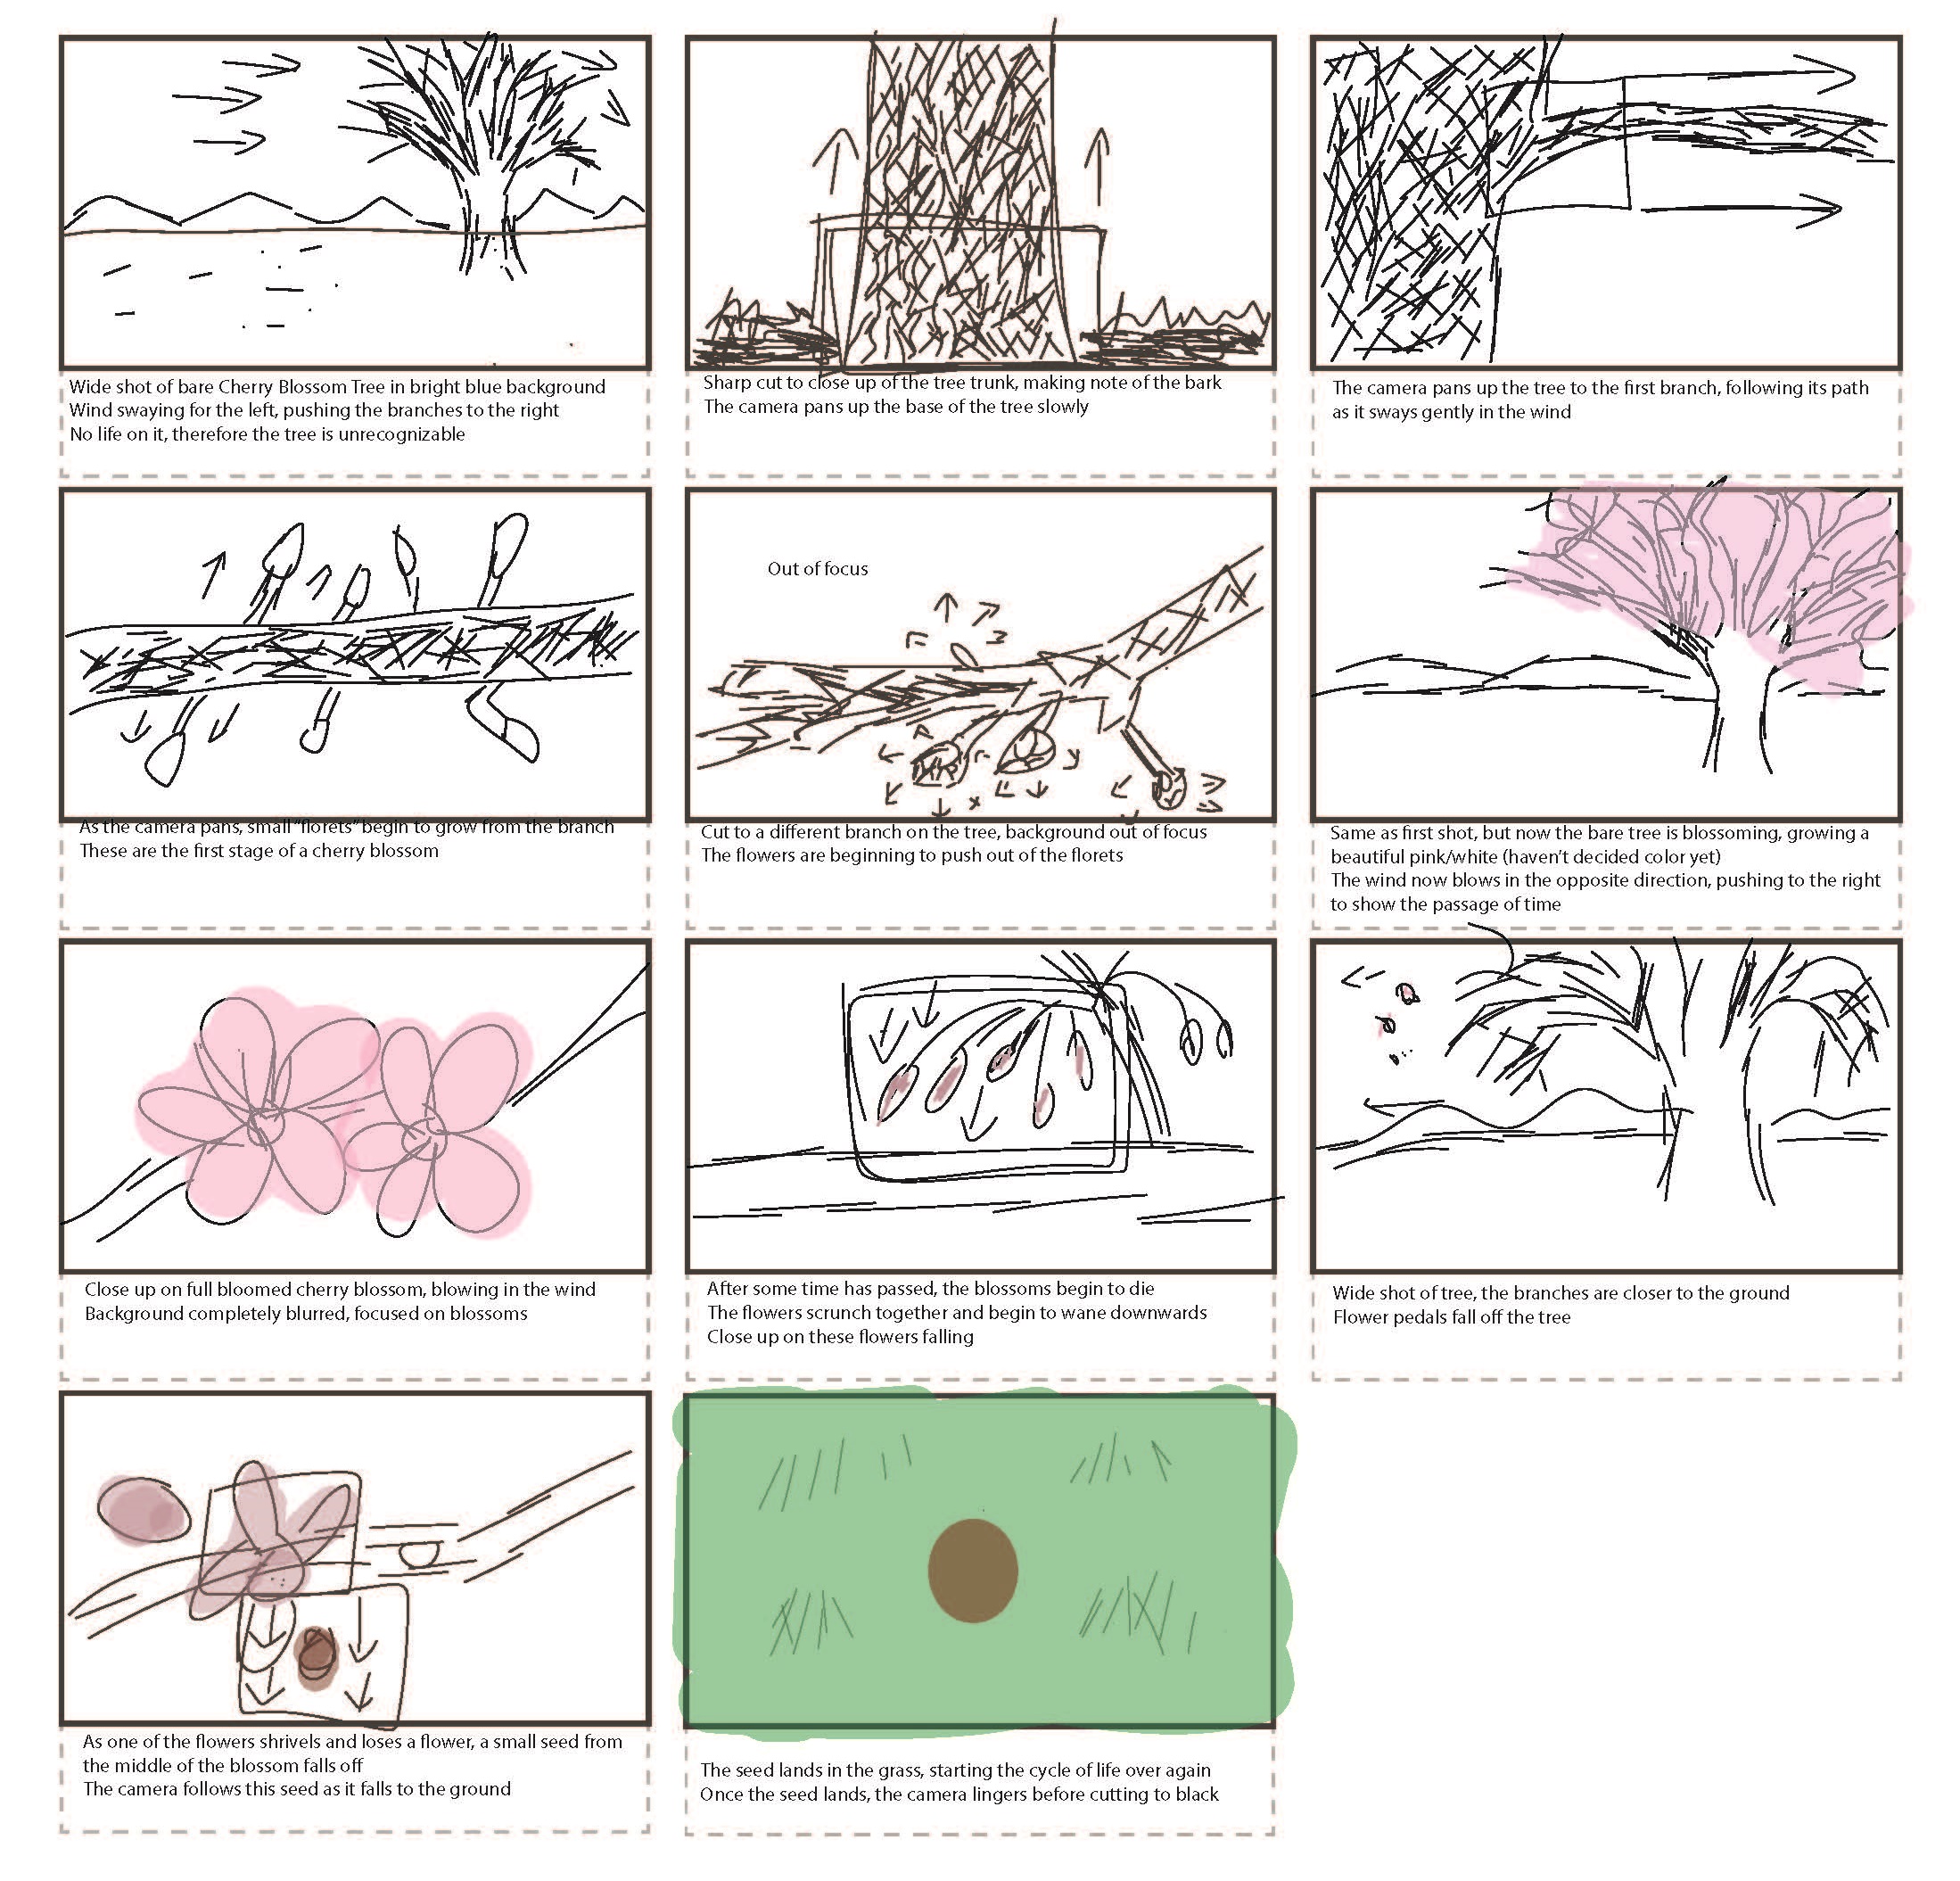 Wide shot of bare Cherry Blossom Tree in bright blue background
Wind swaying for the left, pushing the branches to the right
No life on it, therefore the tree is unrecognizable
Sharp cut to close up of the tree trunk, making note of the bark
The camera pans up the base of the tree slowly
The camera pans up the tree to the first branch, following its path
as it sways gently in the wind
As the camera pans, small "florets" begin to grow from the branch
These are the first stage of a cherry blossom
Out of focus
Cut to a different branch on the tree, background out of focus
The flowers are beginning to push out of the florets
Same as first shot, but now the bare tree is blossoming, growing a
beautiful pink/white (haven't decided color yet)
The wind now blows in the opposite direction, pushing to the right
to show the passage of time
Close up on full bloomed cherry blossom, blowing in the wind
Background completely blurred, focused on blossoms
After some time has passed, the blossoms begin to die
The flowers scrunch together and begin to wane downwards
Close up on these flowers falling
Wide shot of tree, the branches are closer to the ground
Flower pedals fall off the tree
As one of the flowers shrivels and loses a flower, a small seed from
the middle of the blossom falls off
The camera follows this seed as it falls to the ground
The seed lands in the grass, starting the cycle of life over again
Once the seed lands, the camera lingers before cutting to black